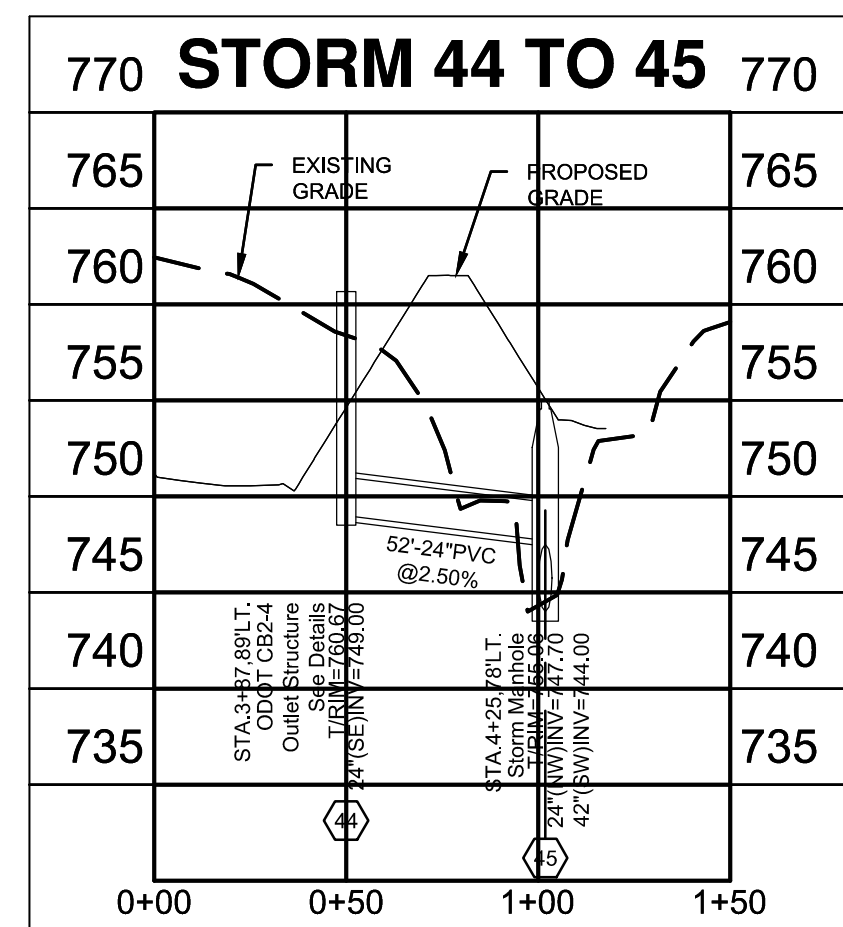 STORM 44 TO 45
770
770
765
765
EXISTING
GRADE
PROPOSED
GRADE
760
760
755
755
750
750
745
745
52'-24"PVC
@2.50%
740
740
735
735
STA.3+87,89'LT.
ODOT CB2-4
Outlet Structure
See Details
T/RIM=760.67
24"(SE)INV=749.00
STA.4+25,78'LT.
Storm Manhole
T/RIM=755.06
24"(NW)INV=747.70
42"(SW)INV=744.00
44
45
0+00
0+50
1+00
1+50